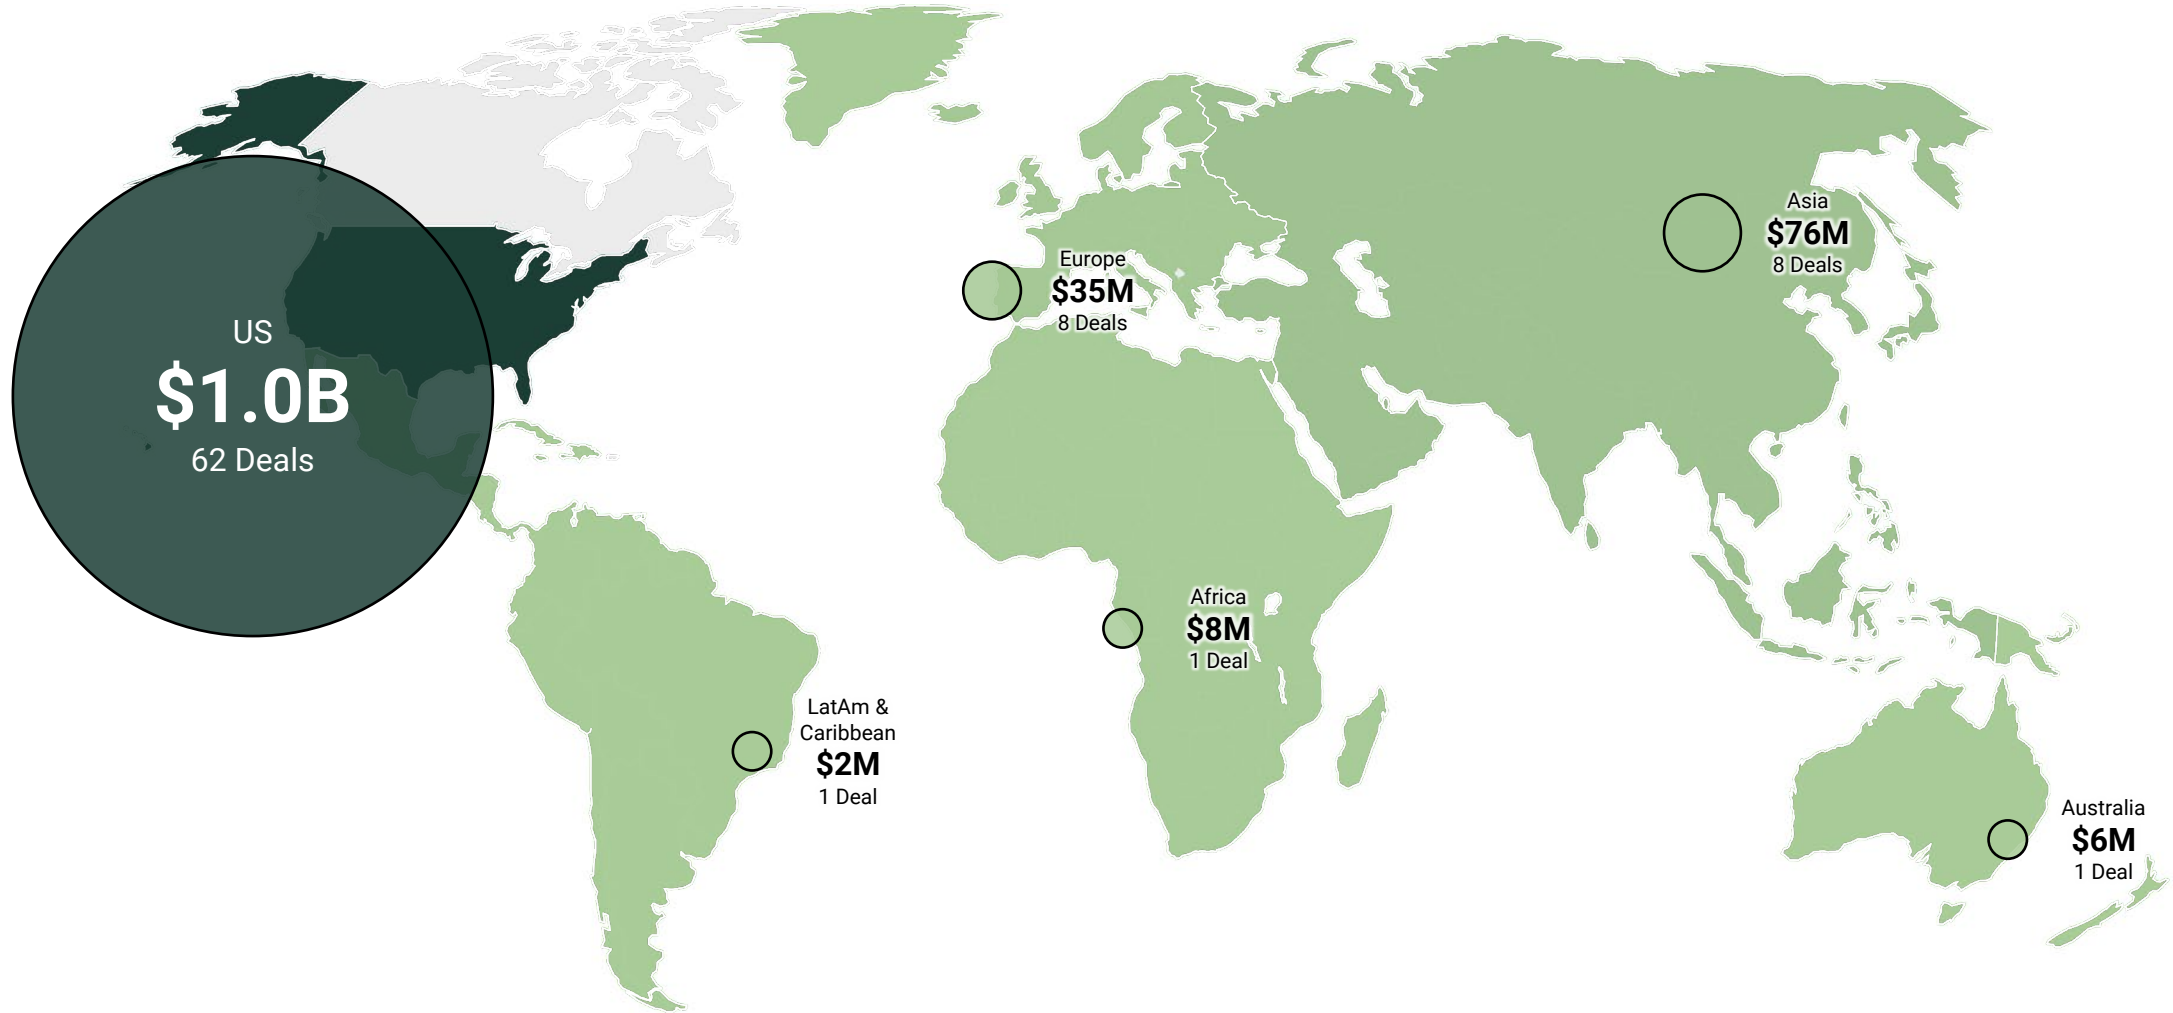 US
$1.0B
62 Deals
Europe
$35M
8 Deals
Asia
$76M
8 Deals
Africa
$8M
1 Deal
LatAm &
Caribbean
$2M
1 Deal
Australia
$6M
1 Deal